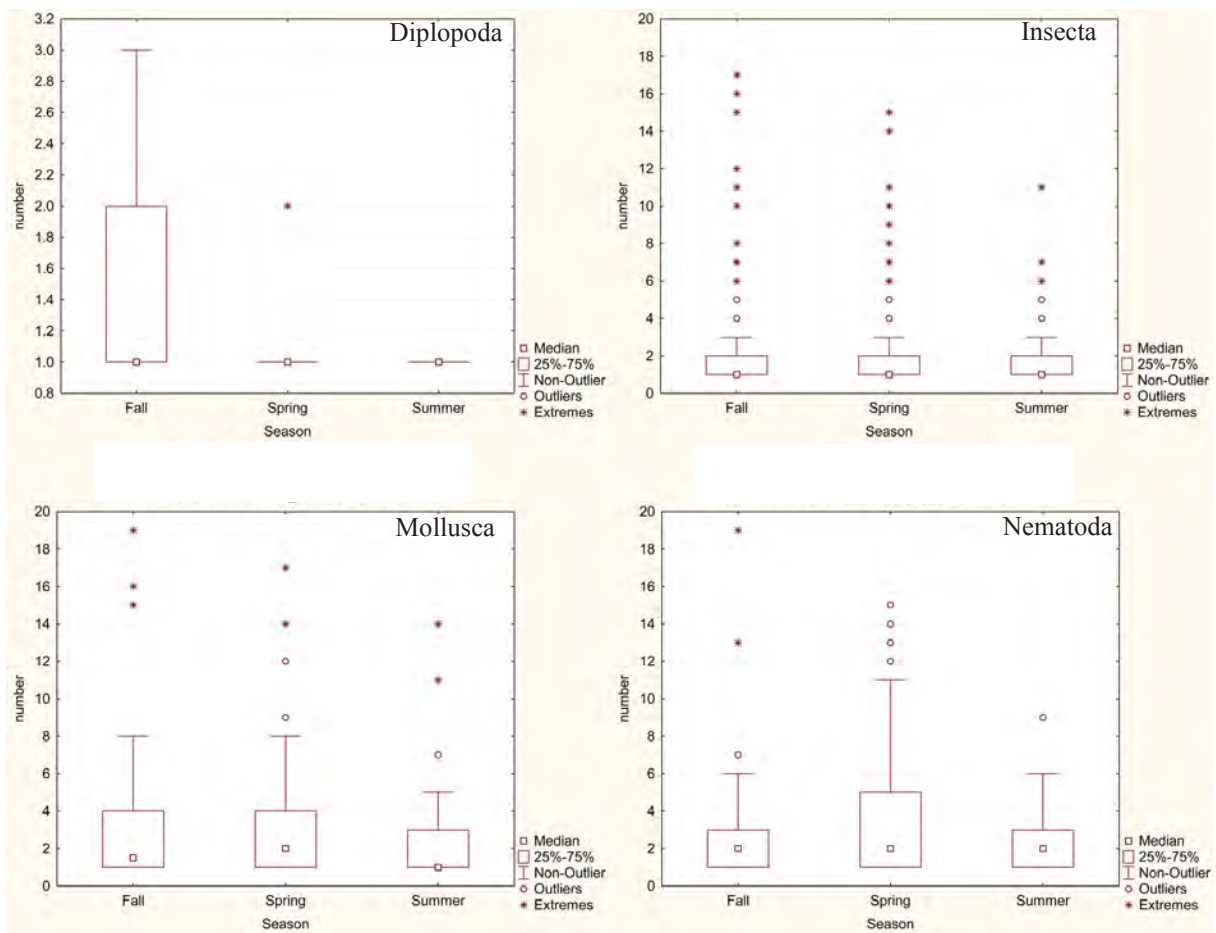 Diplopoda
3.2
3.0
2.8
2.6
2.4
2.2
2.0
1.8
1.6
1.4
1.2
1.0
0.8
number
Fall Spring Summer
Season
Median
25%-75%
Non-Outlier
Outliers
Extremes
Insecta
20
18
16
14
12
10
8
6
4
2
0
number
Fall Spring Summer
Season
Median
25%-75%
Non-Outlier
Outliers
Extremes
Mollusca
20
18
16
14
12
10
8
6
4
2
0
number
Fall Spring Summer
Season
Median
25%-75%
Non-Outlier
Outliers
Extremes
Nematoda
20
18
16
14
12
10
8
6
4
2
0
number
Fall Spring Summer
Season
Median
25%-75%
Non-Outlier
Outliers
Extremes